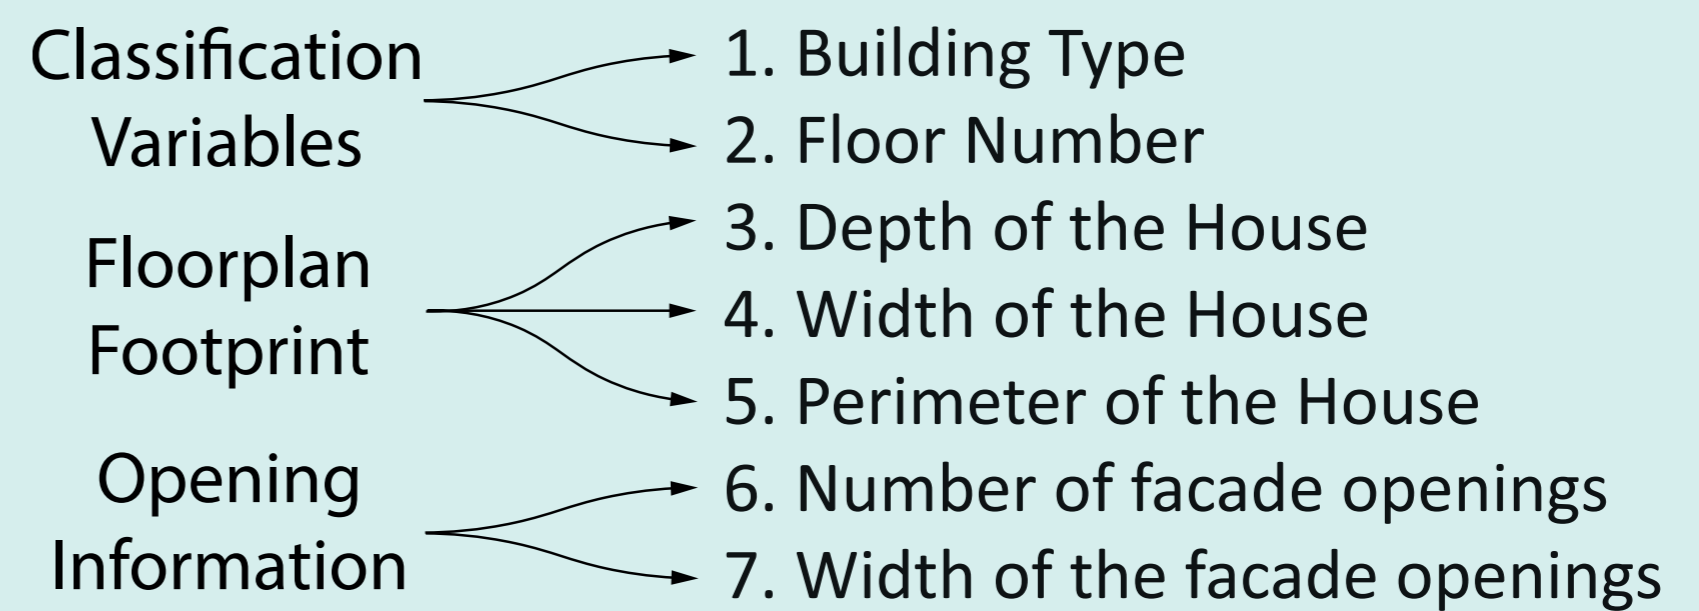 Classification
Variables
1. Building Type
2. Floor Number
Floorplan
Footprint
3. Depth of the House
4. Width of the House
5. Perimeter of the House
Opening
Information
6. Number of facade openings
7. Width of the facade openings